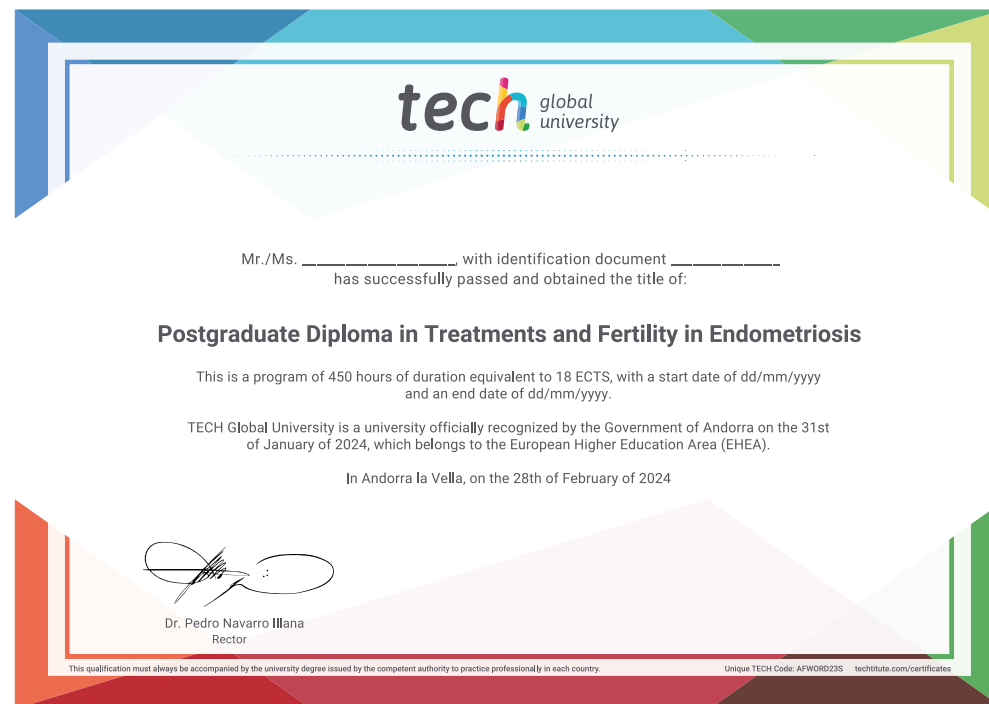 tech global university
Mr./Ms. ____________________, with identification document ______________
has successfully passed and obtained the title of:
Postgraduate Diploma in Treatments and Fertility in Endometriosis
This is a program of 450 hours of duration equivalent to 18 ECTS, with a start date of dd/mm/yyyy
and an end date of dd/mm/yyyy.
TECH Global University is a university officially recognized by the Government of Andorra on the 31st
of January of 2024, which belongs to the European Higher Education Area (EHEA).
In Andorra la Vella, on the 28th of February of 2024
Dr. Pedro Navarro Illana
Rector
This qualification must always be accompanied by the university degree issued by the competent authority to practice professionally in each country.
Unique TECH Code: AFWORD23S techtitute.com/certificates